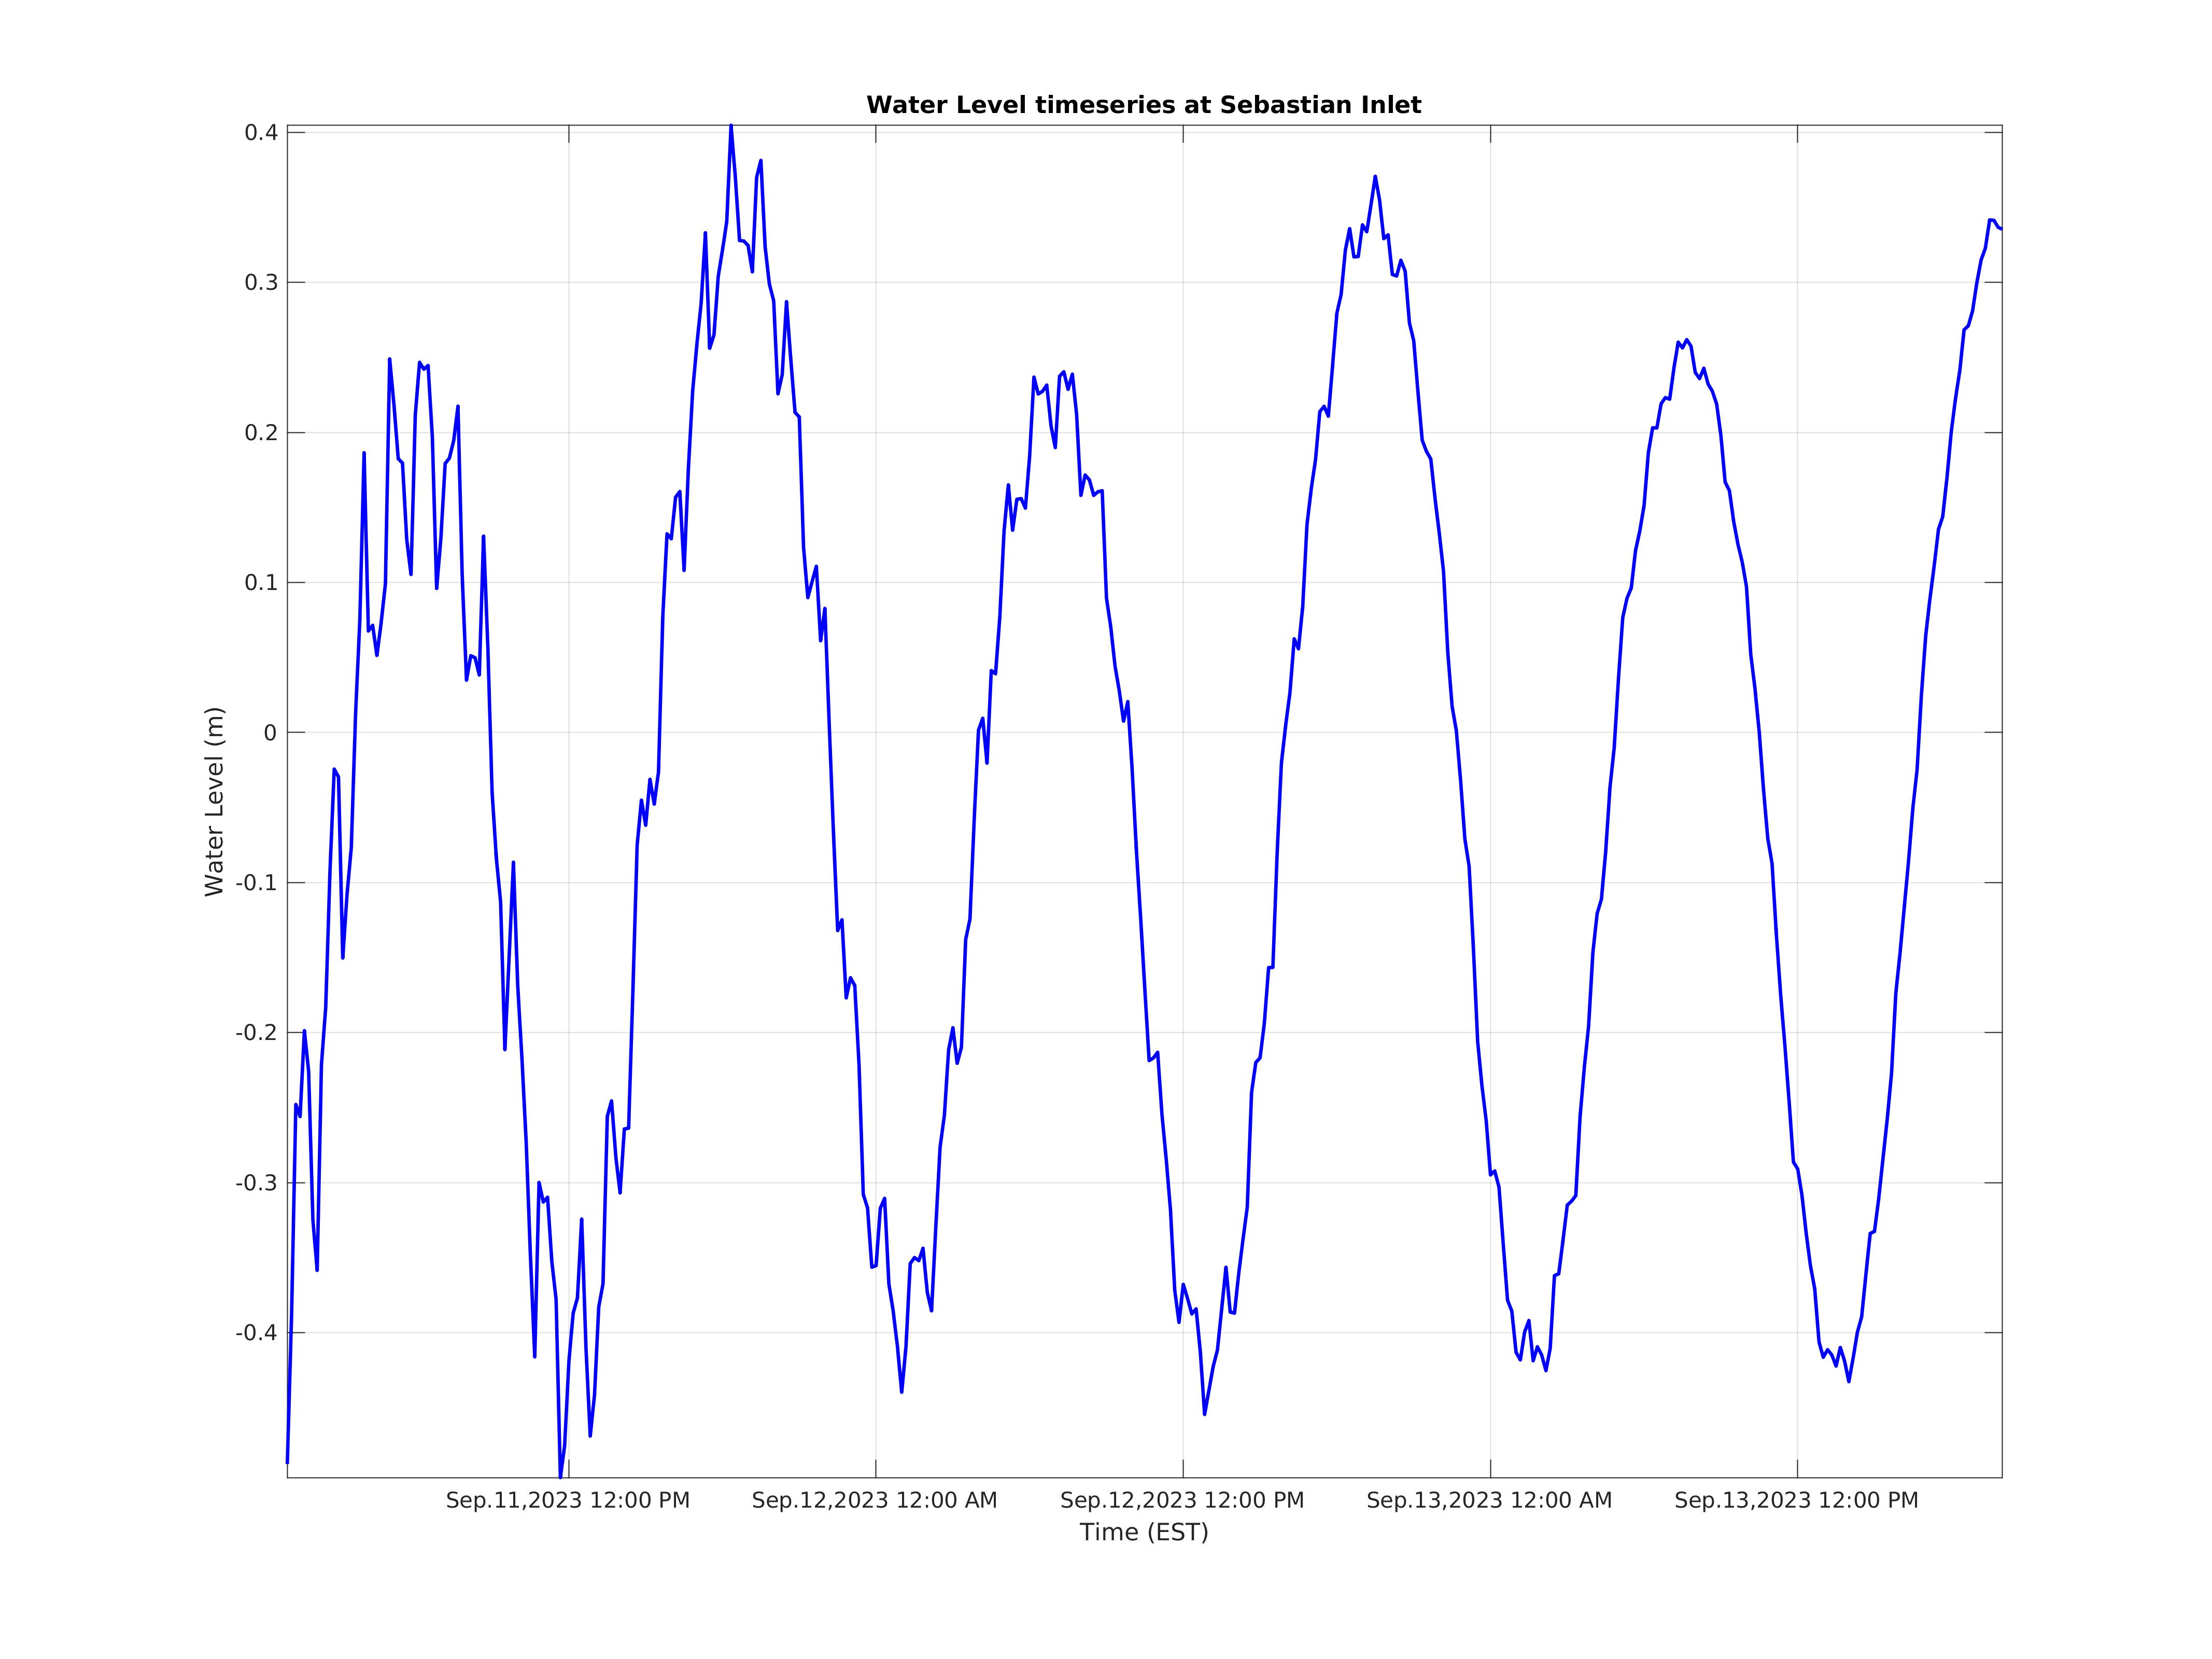 Water Level timeseries at Sebastian Inlet
0.4
0.3
0.2
0.1
0
-0.1
-0.2
-0.3
-0.4
Water Level (m)
Sep.11,2023 12:00 PM
Sep.12,2023 12:00 AM
Sep.12,2023 12:00 PM
Sep.13,2023 12:00 AM
Sep.13,2023 12:00 PM
Time (EST)